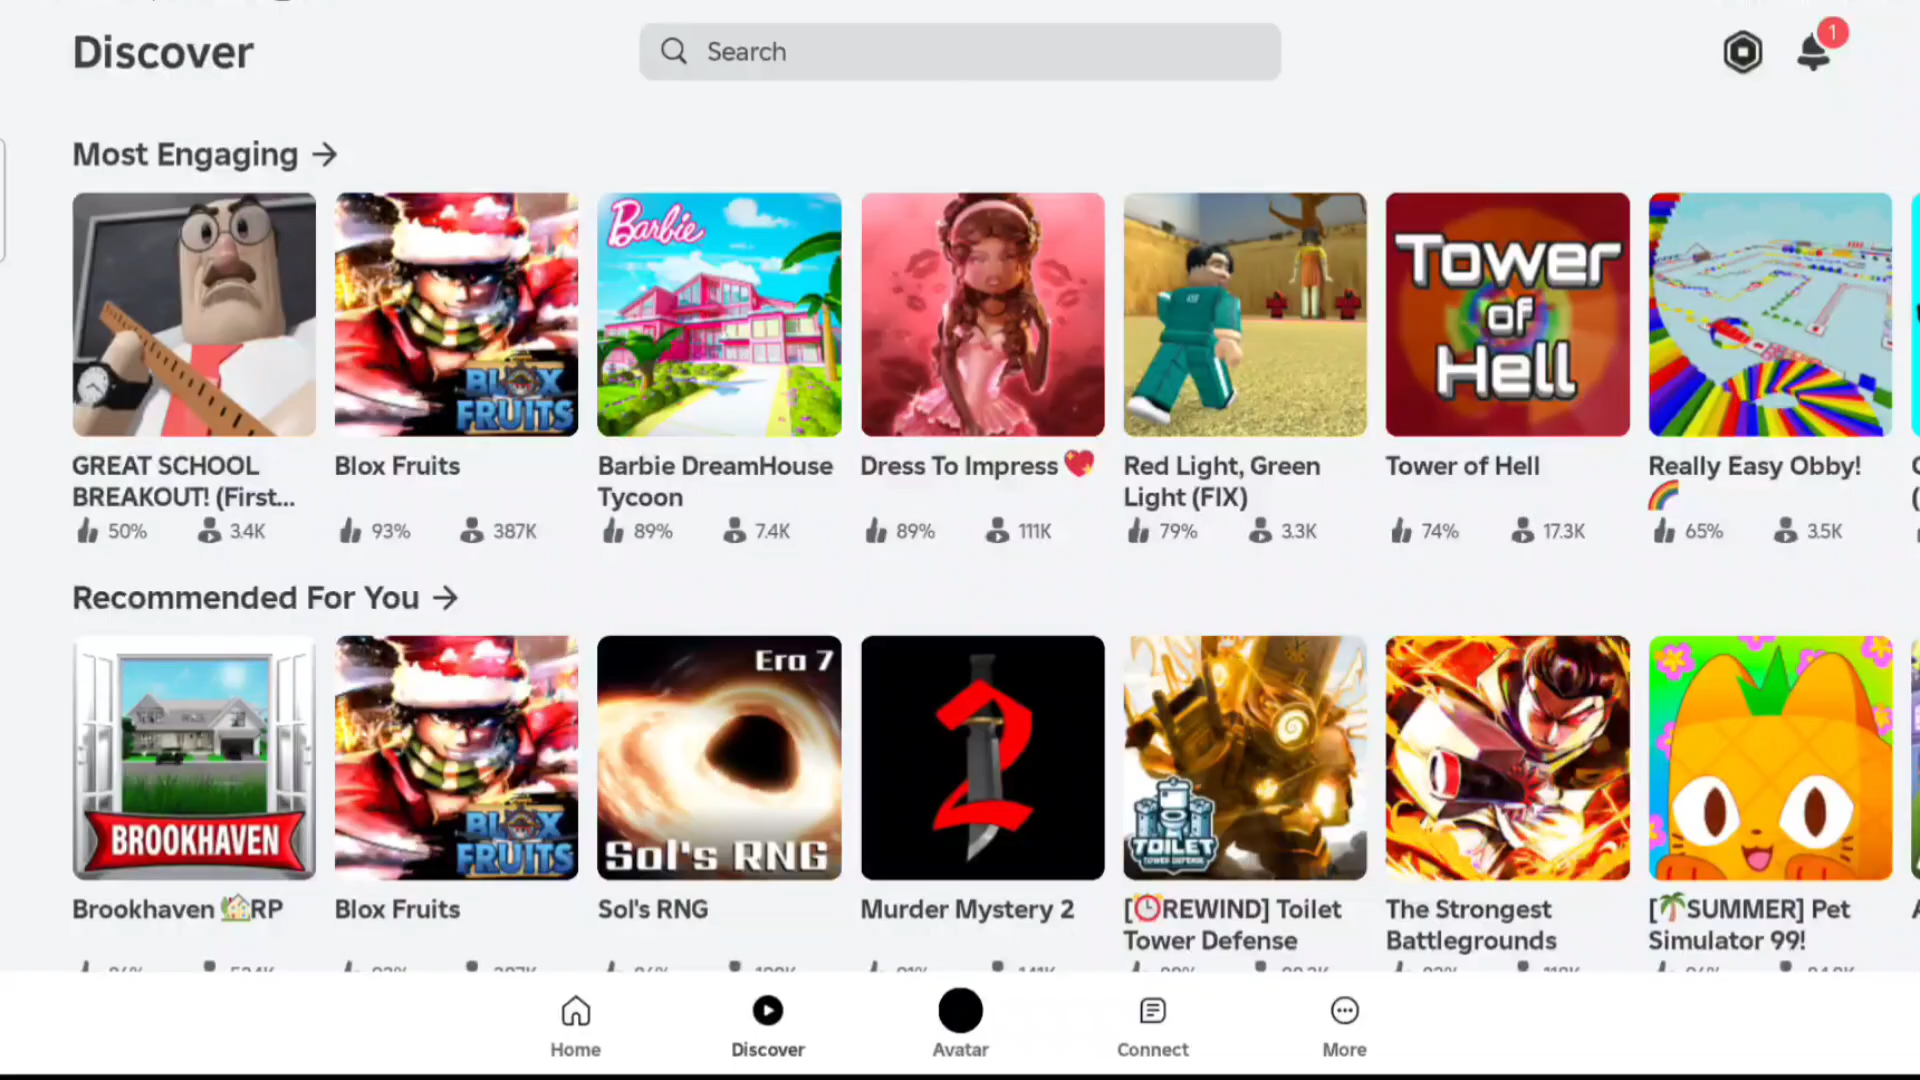 Discover
Search
1
Most Engaging →
Barbie
BLOX
FRUITS
Tower
of
Hell
GREAT SCHOOL
BREAKOUT! (First...
Blox Fruits
Barbie DreamHouse
Tycoon
Dress To Impress 💖
Red Light, Green
Light (FIX)
Tower of Hell
Really Easy Obby!
🌈
50% 3.4K
93% 387K
89% 7.4K
89% 111K
79% 3.3K
74% 17.3K
65% 3.5K
Recommended For You →
BROOKHAVEN
BLOX
FRUITS
Era 7
Sol's RNG
2
TOILET
TOWER DEFENSE
Brookhaven 🏡RP
Blox Fruits
Sol's RNG
Murder Mystery 2
[⏰REWIND] Toilet
Tower Defense
The Strongest
Battlegrounds
[🌴SUMMER] Pet
Simulator 99!
Home
Discover
Avatar
Connect
More